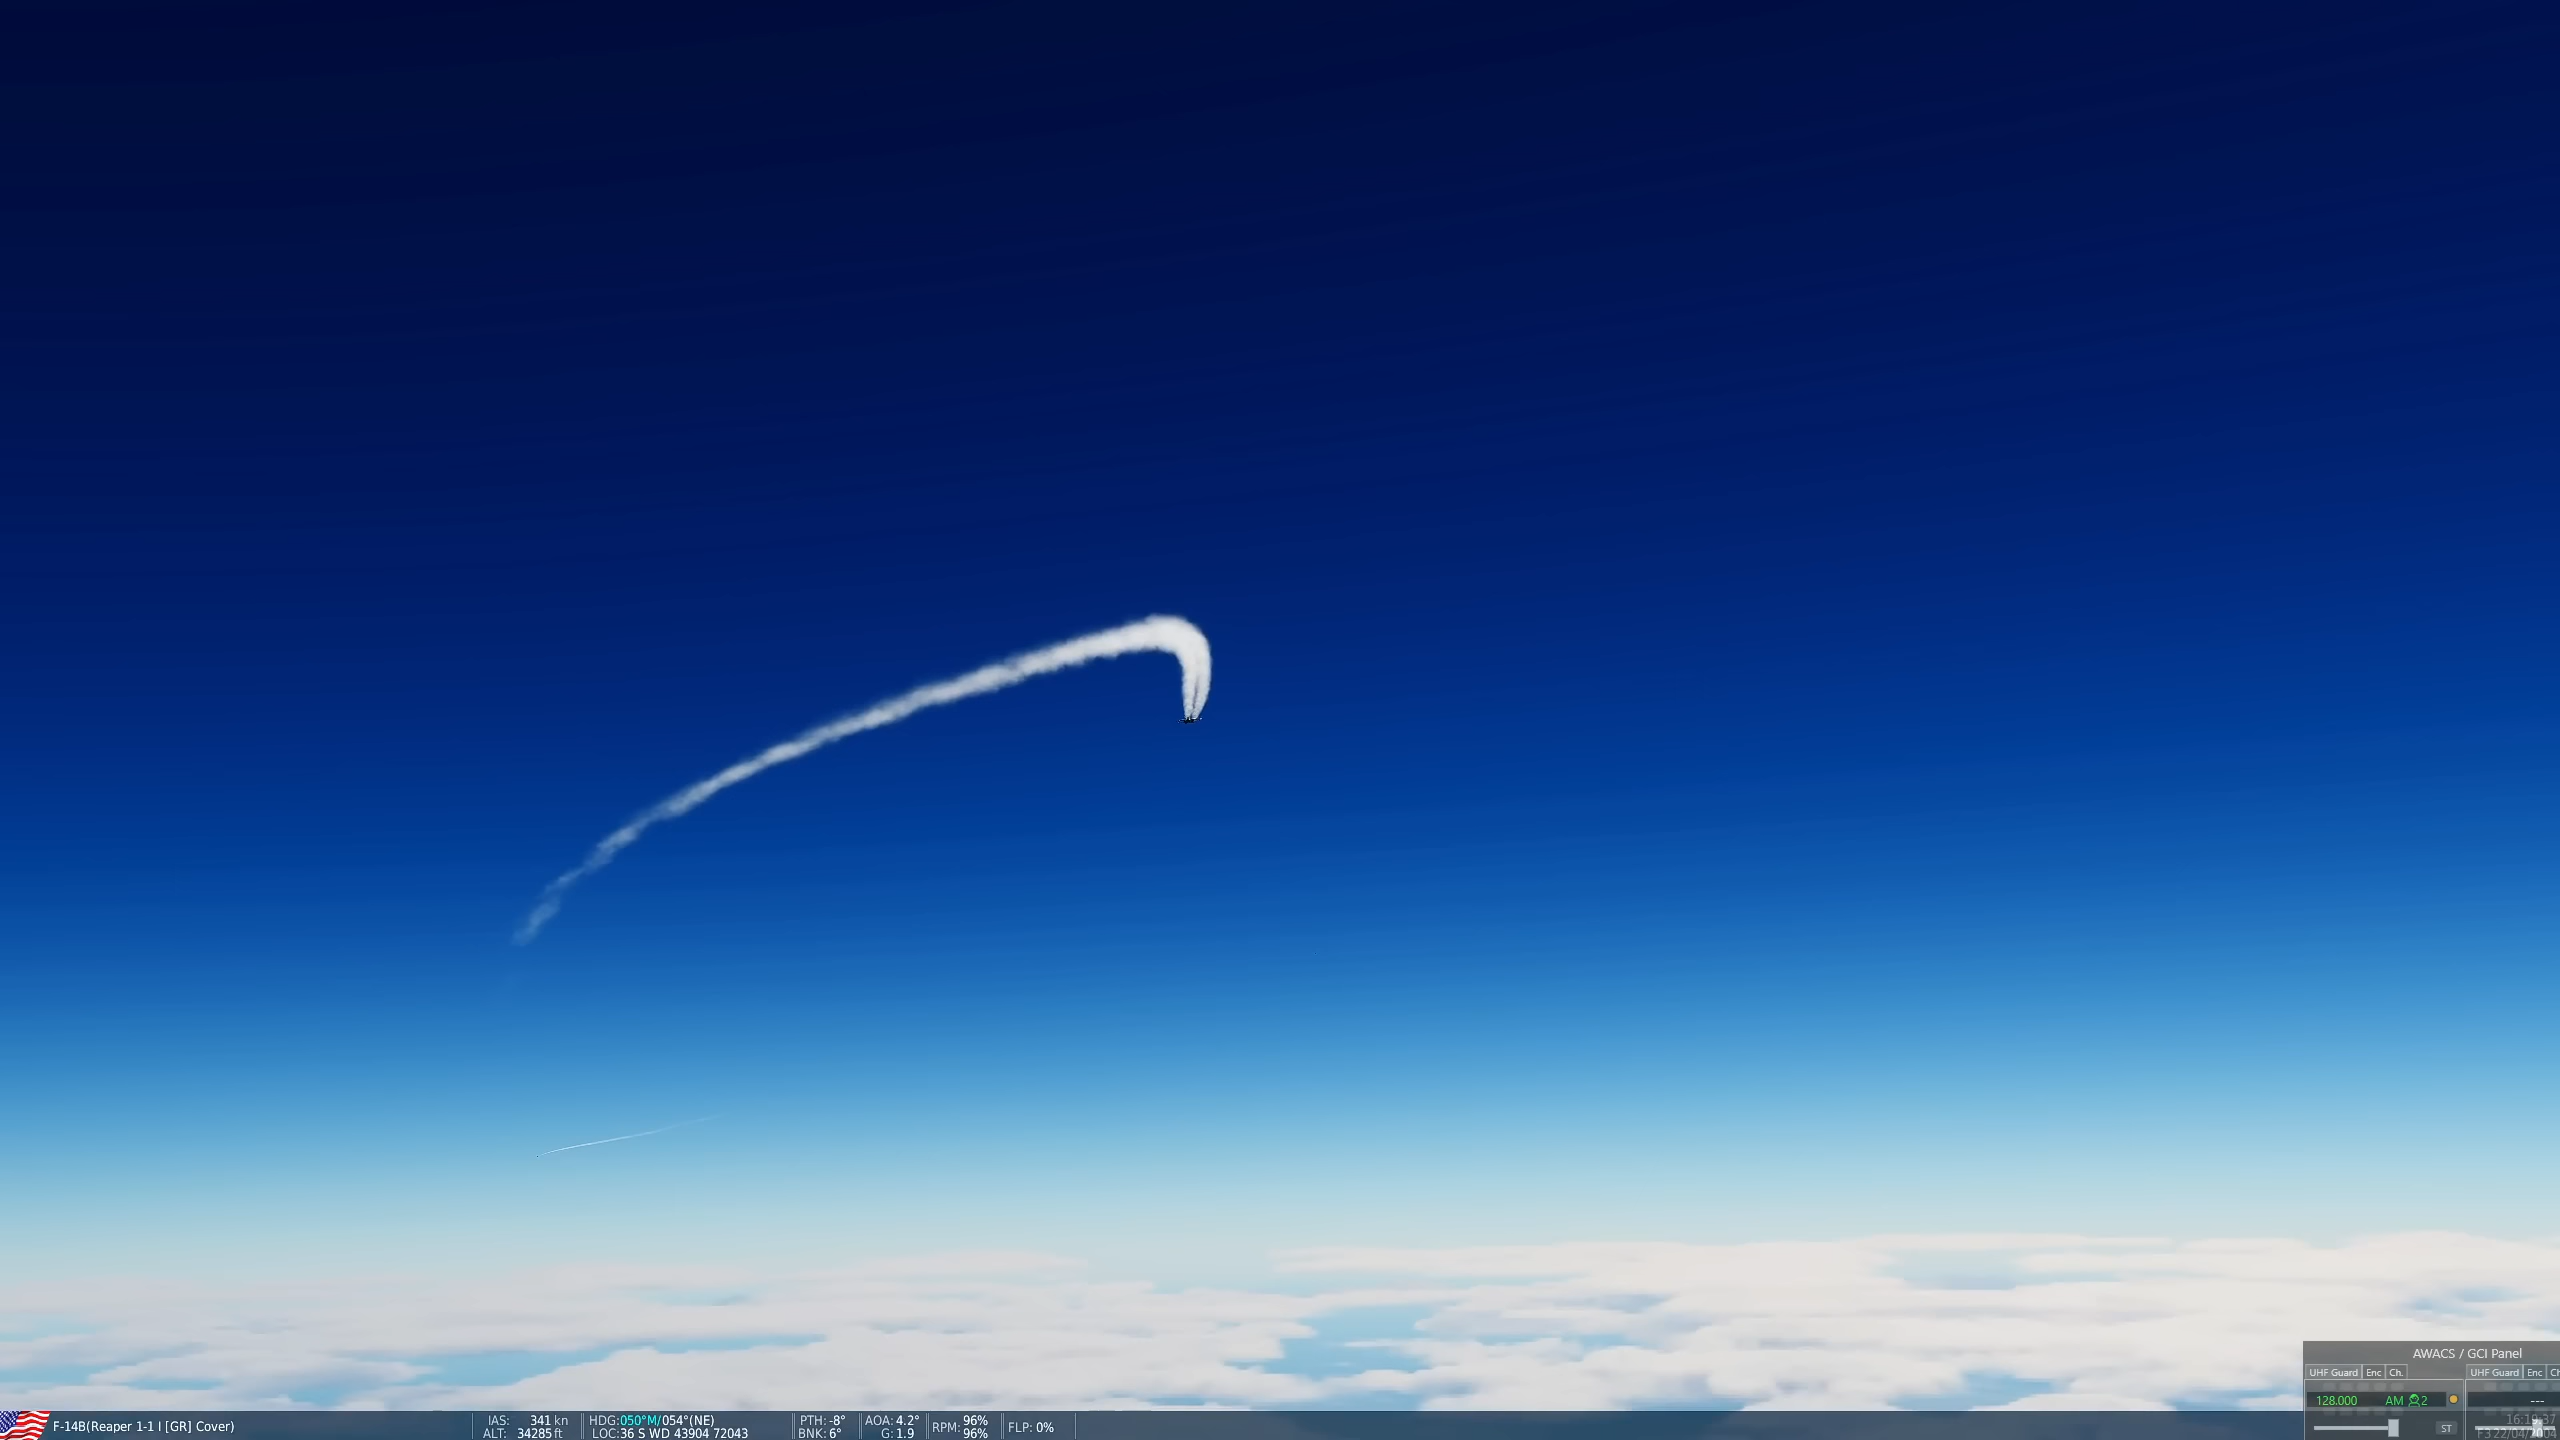 AWACS / GCI Panel
UHF Guard Enc Ch. UHF Guard Enc
128.000 AM 2 ---
F-14B(Reaper 1-1 I [GR] Cover) IAS: 341 kn HDG:050°M/054°(NE) PTH: -8° AOA: 4.2° RPM: 96% FLP: 0%
ALT: 34285 ft LOC:36 S WD 43904 72043 BNK: 6° G: 1.9 96%
ST